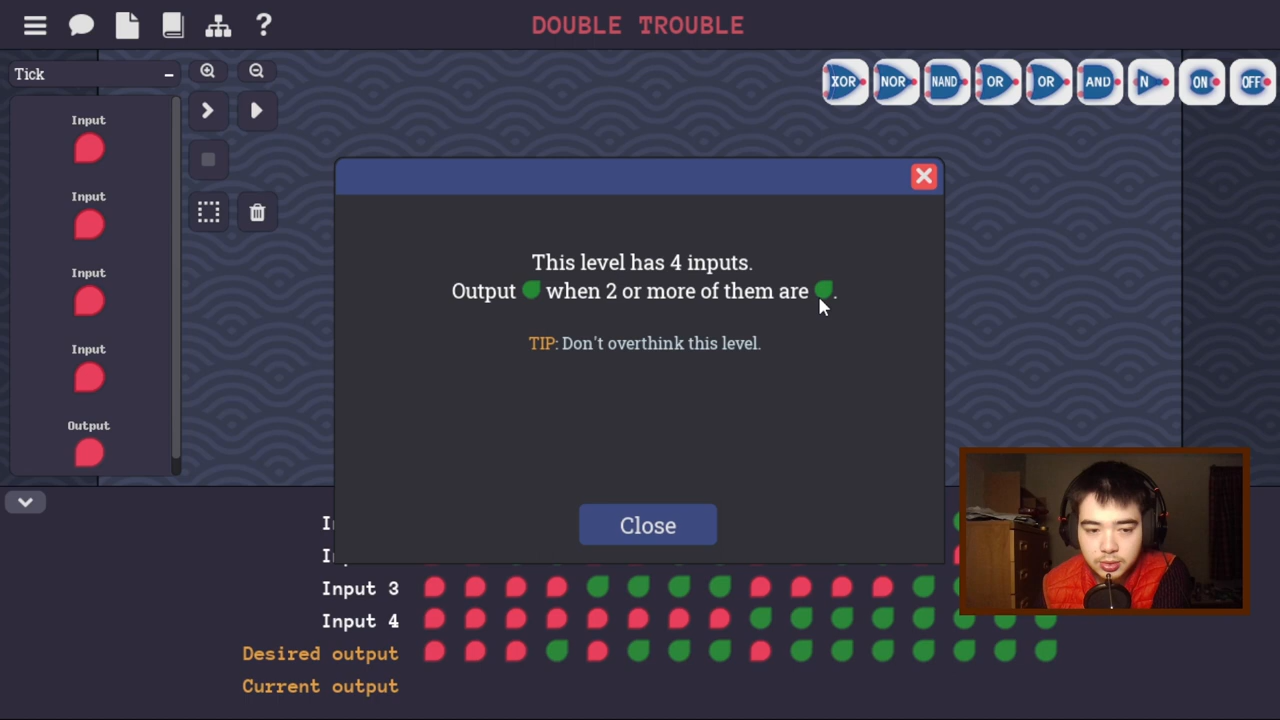 DOUBLE TROUBLE
Tick
XOR NOR NAND OR OR AND N ON OFF
Input
Input
Input
Input
Output
This level has 4 inputs.
Output when 2 or more of them are .
TIP: Don't overthink this level.
Close
Input 3
Input 4
Desired output
Current output